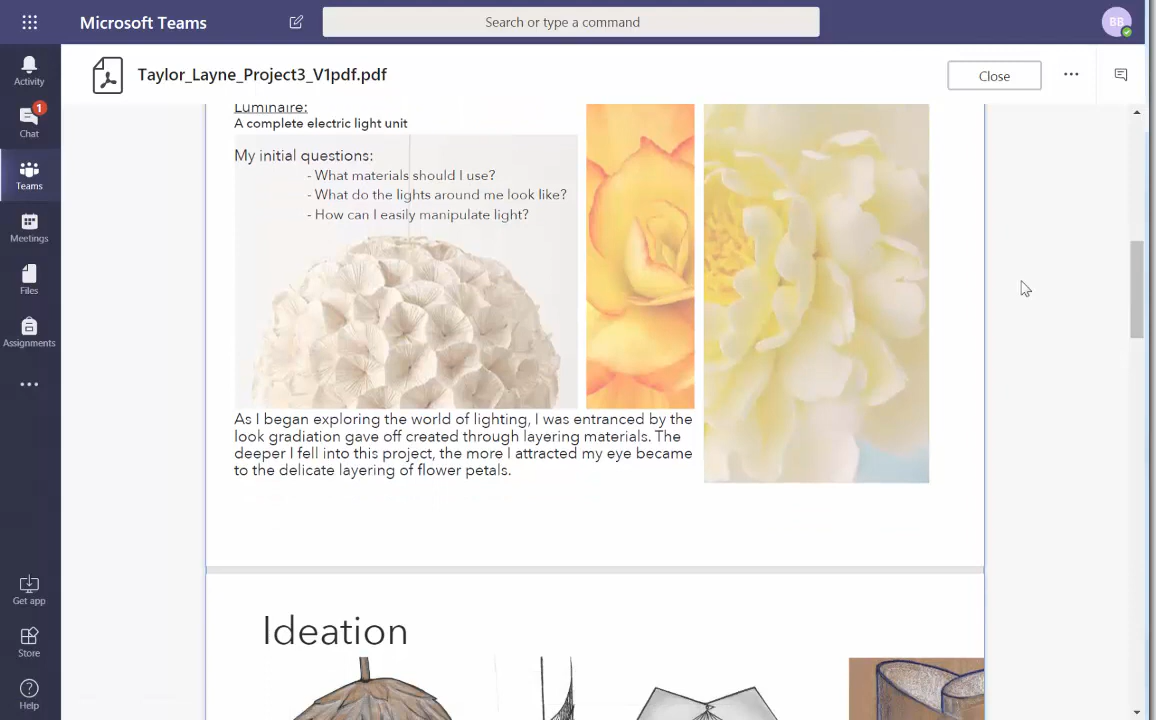 Microsoft Teams
Search or type a command
BB
Activity
1
Chat
Teams
Meetings
Files
Assignments
Get app
Store
Help
Taylor_Layne_Project3_V1pdf.pdf
Close
Luminaire:
A complete electric light unit
My initial questions:
- What materials should I use?
- What do the lights around me look like?
- How can I easily manipulate light?
As I began exploring the world of lighting, I was entranced by the
look gradiation gave off created through layering materials. The
deeper I fell into this project, the more I attracted my eye became
to the delicate layering of flower petals.
Ideation